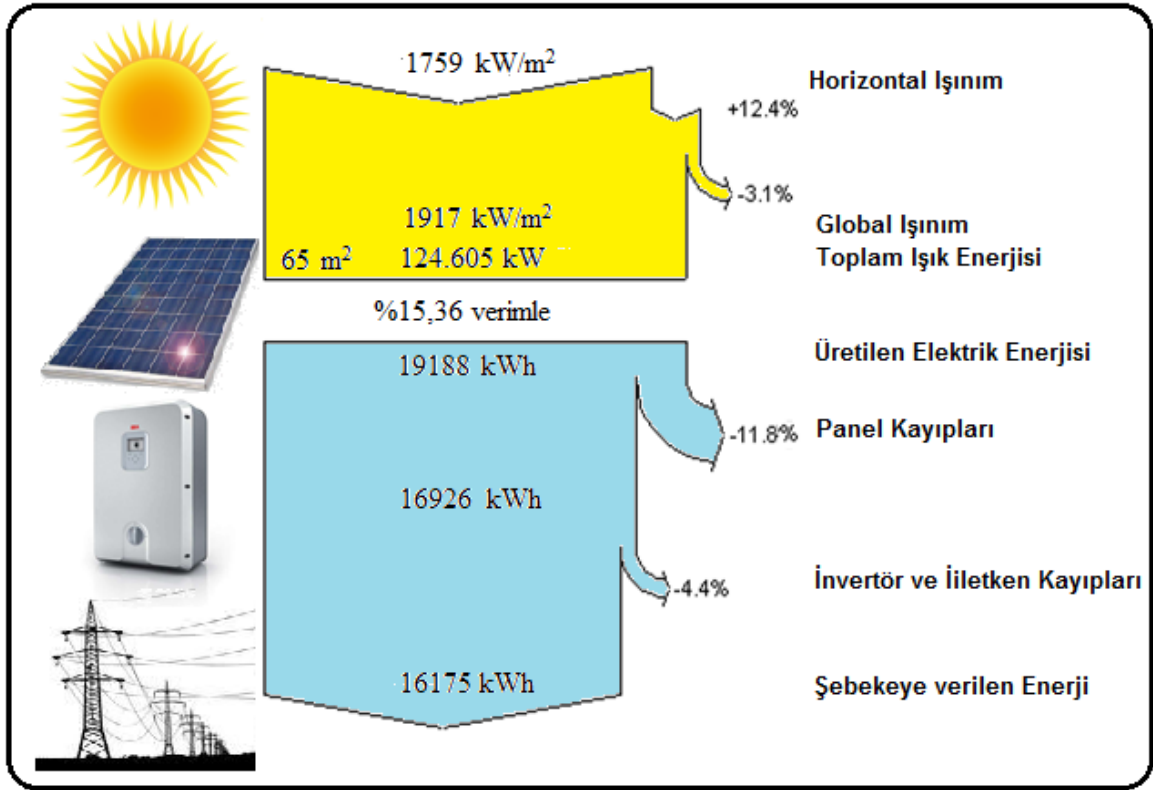 1759 kW/m²
Horizontal Işınım
+12.4%
-3.1%
1917 kW/m²
Global Işınım
65 m² 124.605 kW
Toplam Işık Enerjisi
%15,36 verimle
Üretilen Elektrik Enerjisi
19188 kWh
-11.8%
Panel Kayıpları
16926 kWh
-4.4%
İnvertör ve İiletken Kayıpları
16175 kWh
Şebekeye verilen Enerji